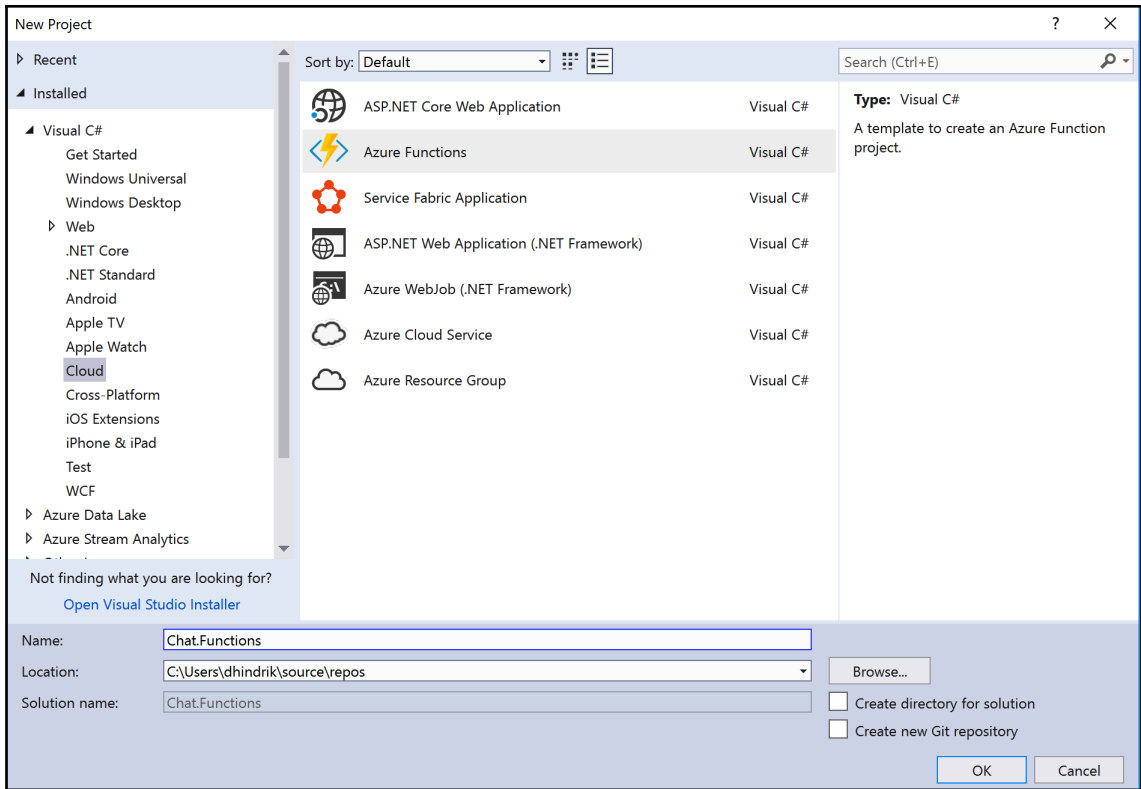 New Project
?
Recent
Installed
Visual C#
Get Started
Windows Universal
Windows Desktop
Web
.NET Core
.NET Standard
Android
Apple TV
Apple Watch
Cloud
Cross-Platform
iOS Extensions
iPhone & iPad
Test
WCF
Azure Data Lake
Azure Stream Analytics
Not finding what you are looking for?
Open Visual Studio Installer
Sort by: Default
ASP.NET Core Web Application Visual C#
Azure Functions Visual C#
Service Fabric Application Visual C#
ASP.NET Web Application (.NET Framework) Visual C#
Azure WebJob (.NET Framework) Visual C#
Azure Cloud Service Visual C#
Azure Resource Group Visual C#
Search (Ctrl+E)
Type: Visual C#
A template to create an Azure Function
project.
Name: Chat.Functions
Location: C:\Users\dhindrik\source\repos
Browse...
Solution name: Chat.Functions
Create directory for solution
Create new Git repository
OK Cancel